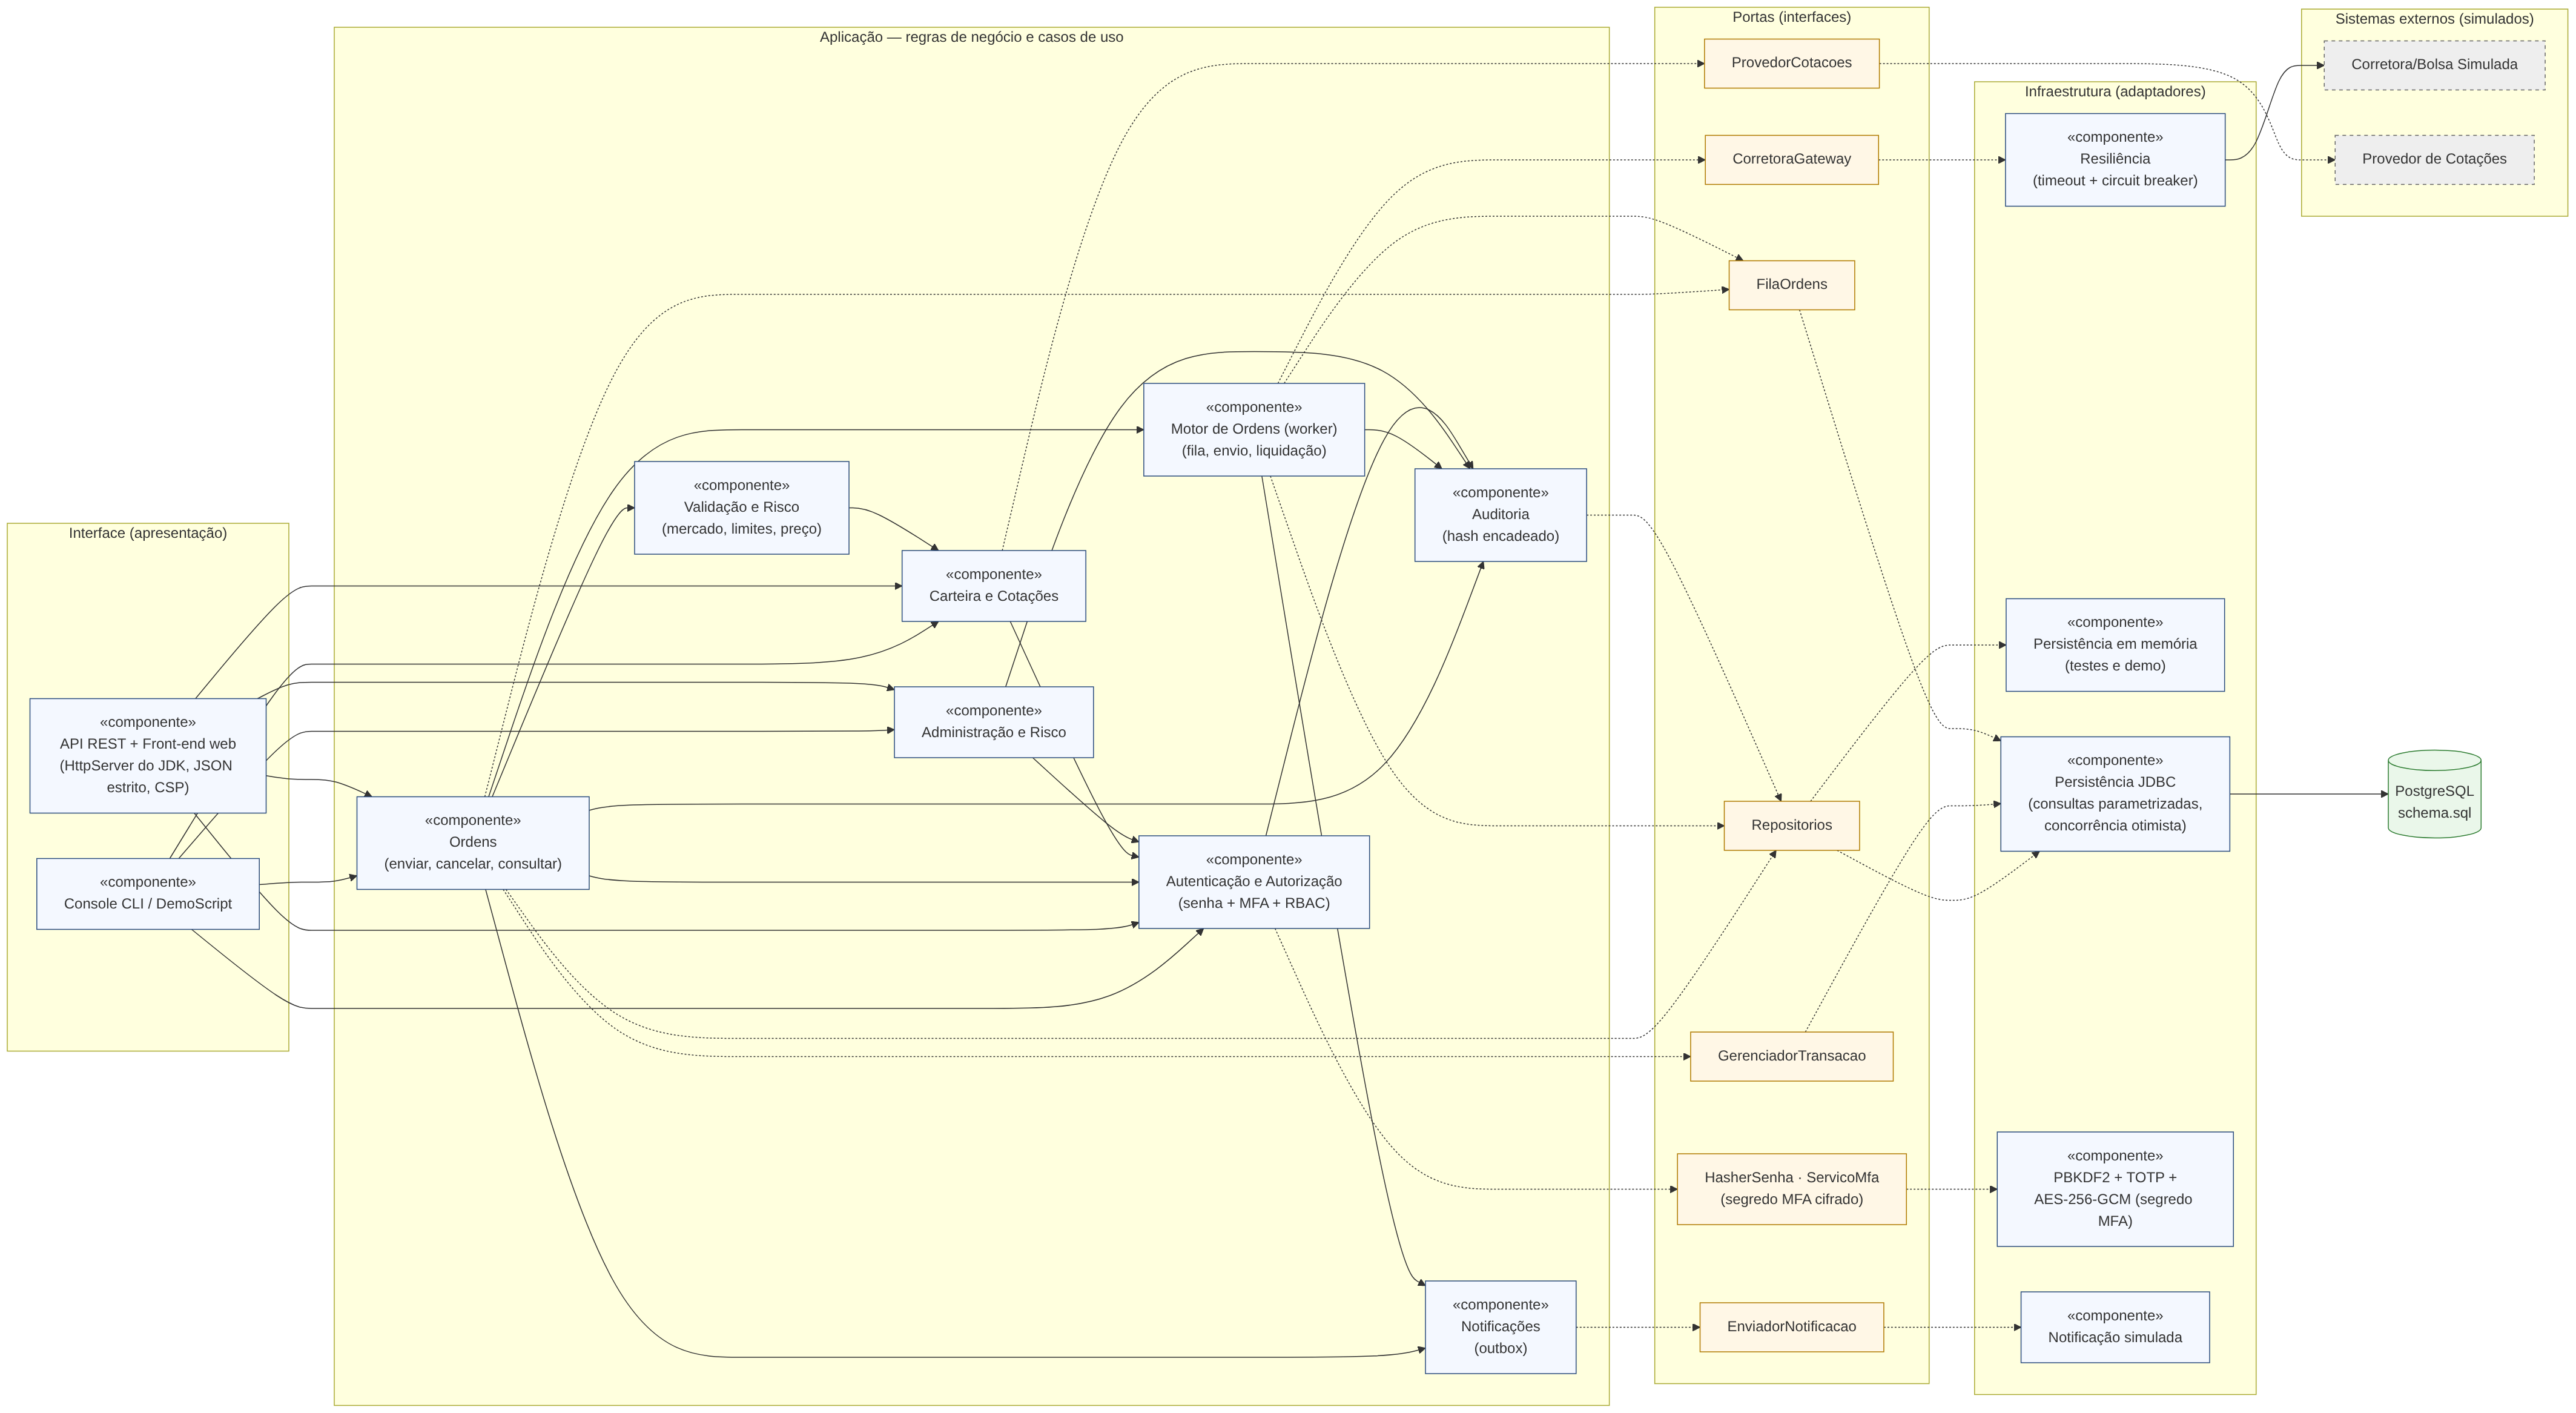 Interface (apresentação)
«componente»
API REST + Front-end web
(HttpServer do JDK, JSON
estrito, CSP)
«componente»
Console CLI / DemoScript
Aplicação — regras de negócio e casos de uso
«componente»
Ordens
(enviar, cancelar, consultar)
«componente»
Validação e Risco
(mercado, limites, preço)
«componente»
Carteira e Cotações
«componente»
Administração e Risco
«componente»
Motor de Ordens (worker)
(fila, envio, liquidação)
«componente»
Autenticação e Autorização
(senha + MFA + RBAC)
«componente»
Auditoria
(hash encadeado)
«componente»
Notificações
(outbox)
Portas (interfaces)
ProvedorCotacoes
CorretoraGateway
FilaOrdens
Repositorios
GerenciadorTransacao
HasherSenha · ServicoMfa
(segredo MFA cifrado)
EnviadorNotificacao
Infraestrutura (adaptadores)
«componente»
Resiliência
(timeout + circuit breaker)
«componente»
Persistência em memória
(testes e demo)
«componente»
Persistência JDBC
(consultas parametrizadas,
concorrência otimista)
«componente»
PBKDF2 + TOTP +
AES-256-GCM (segredo
MFA)
«componente»
Notificação simulada
Sistemas externos (simulados)
Corretora/Bolsa Simulada
Provedor de Cotações
PostgreSQL
schema.sql